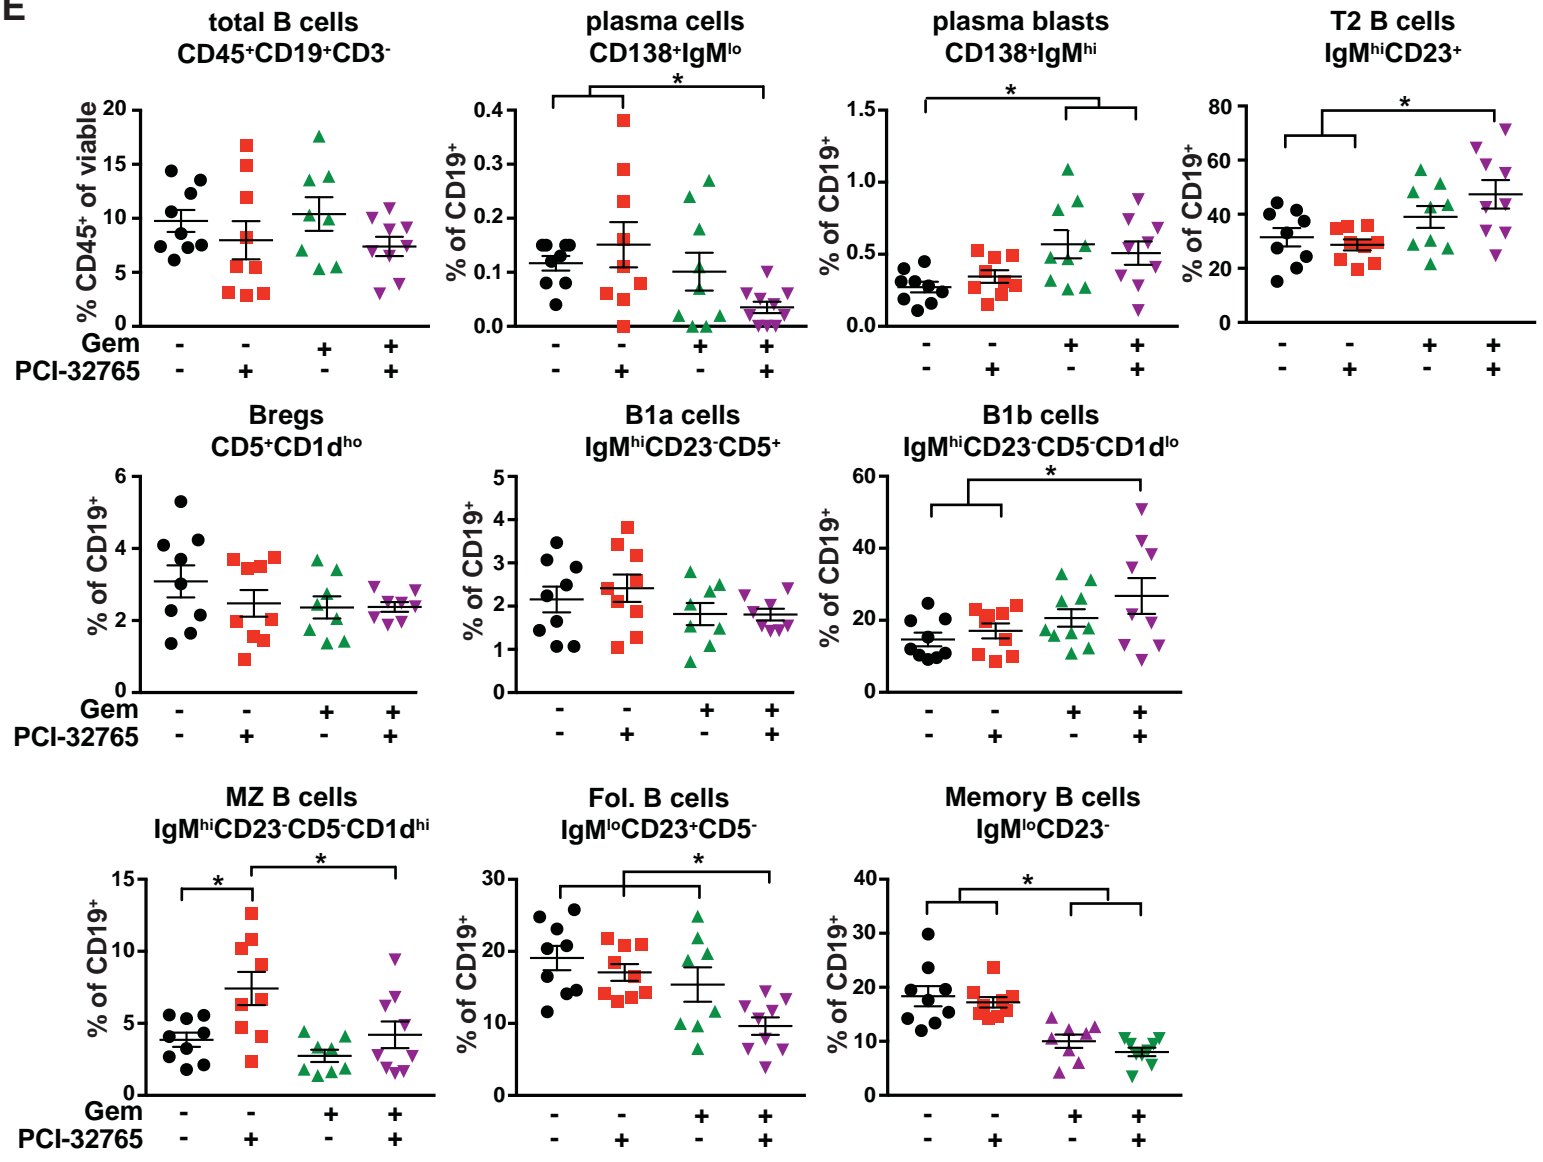 E
total B cells
CD45⁺CD19⁺CD3⁻
plasma cells
CD138⁺IgMˡᵒ
plasma blasts
CD138⁺IgMʰⁱ
T2 B cells
IgMʰⁱCD23⁺
% CD45⁺ of viable
20
15
10
5
0
% of CD19⁺
0.4
0.3
0.2
0.1
0.0
*
% of CD19⁺
1.5
1.0
0.5
0.0
*
% of CD19⁺
80
60
40
20
0
*
Gem - - + + - - + + - - + + - - + +
PCI-32765 - + - + - + - + - + - + - + - +
Bregs
CD5⁺CD1dʰᵒ
B1a cells
IgMʰⁱCD23⁻CD5⁺
B1b cells
IgMʰⁱCD23⁻CD5⁻CD1dˡᵒ
% of CD19⁺
6
4
2
0
% of CD19⁺
5
4
3
2
1
0
% of CD19⁺
60
40
20
0
*
Gem - - + + - - + + - - + +
PCI-32765 - + - + - + - + - + - +
MZ B cells
IgMʰⁱCD23⁻CD5⁻CD1dʰⁱ
Fol. B cells
IgMˡᵒCD23⁺CD5⁻
Memory B cells
IgMˡᵒCD23⁻
% of CD19⁺
15
10
5
0
*
*
% of CD19⁺
30
20
10
0
*
% of CD19⁺
40
30
20
10
0
*
Gem - - + + - - + + - - + +
PCI-32765 - + - + - + - + - + - +